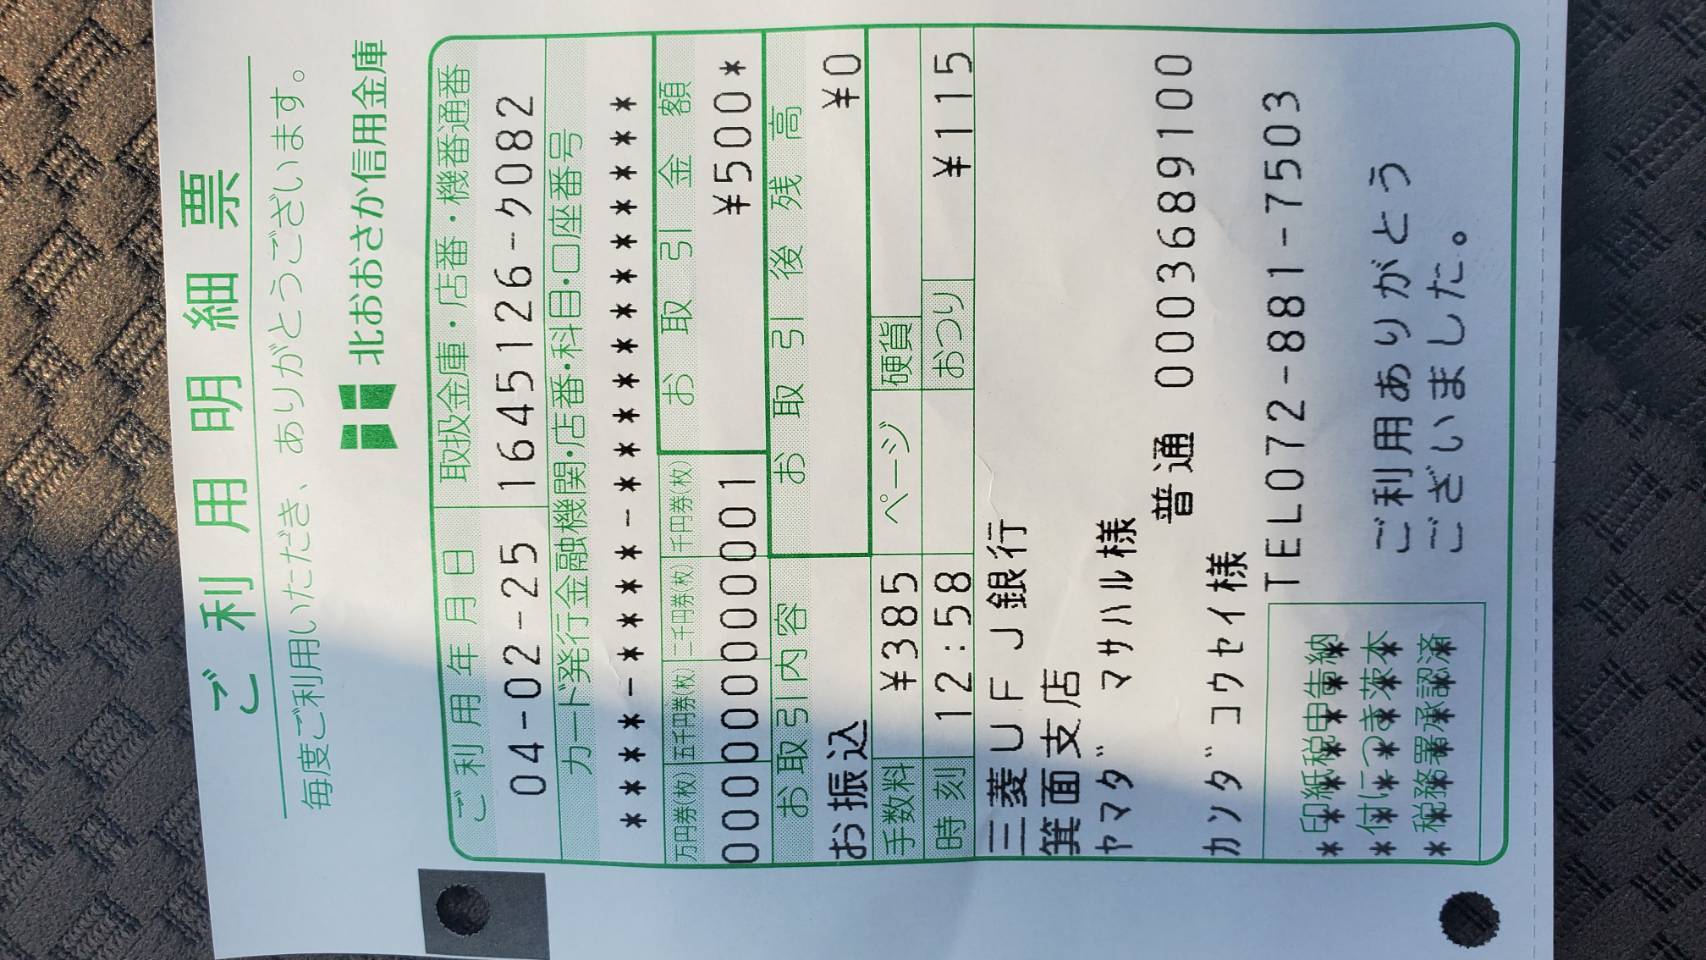 ご利用明細票
毎度ご利用いただき、ありがとうございます。
北おおさか信用金庫
ご利用年月日 取扱金庫・店番・機番通番
04-02-25 1645126-ク082
カード発行金融機関・店番・科目・口座番号
****-****-*************
万円券(枚) 五千円券(枚) 二千円券(枚) 千円券(枚) お取引金額
000000000001 ¥500*
お取引内容 お取引後残高
お振込 ¥0
手数料 ¥385 ページ 硬貨
時刻 12:58 おつり ¥115
三菱UFJ銀行
箕面支店
ヤマダ マサハル様
普通 0003689100
カンダ コウセイ様
TEL072-881-7503
印紙税申告納
付につき茨木
税務署承認済
ご利用ありがとう
ございました。